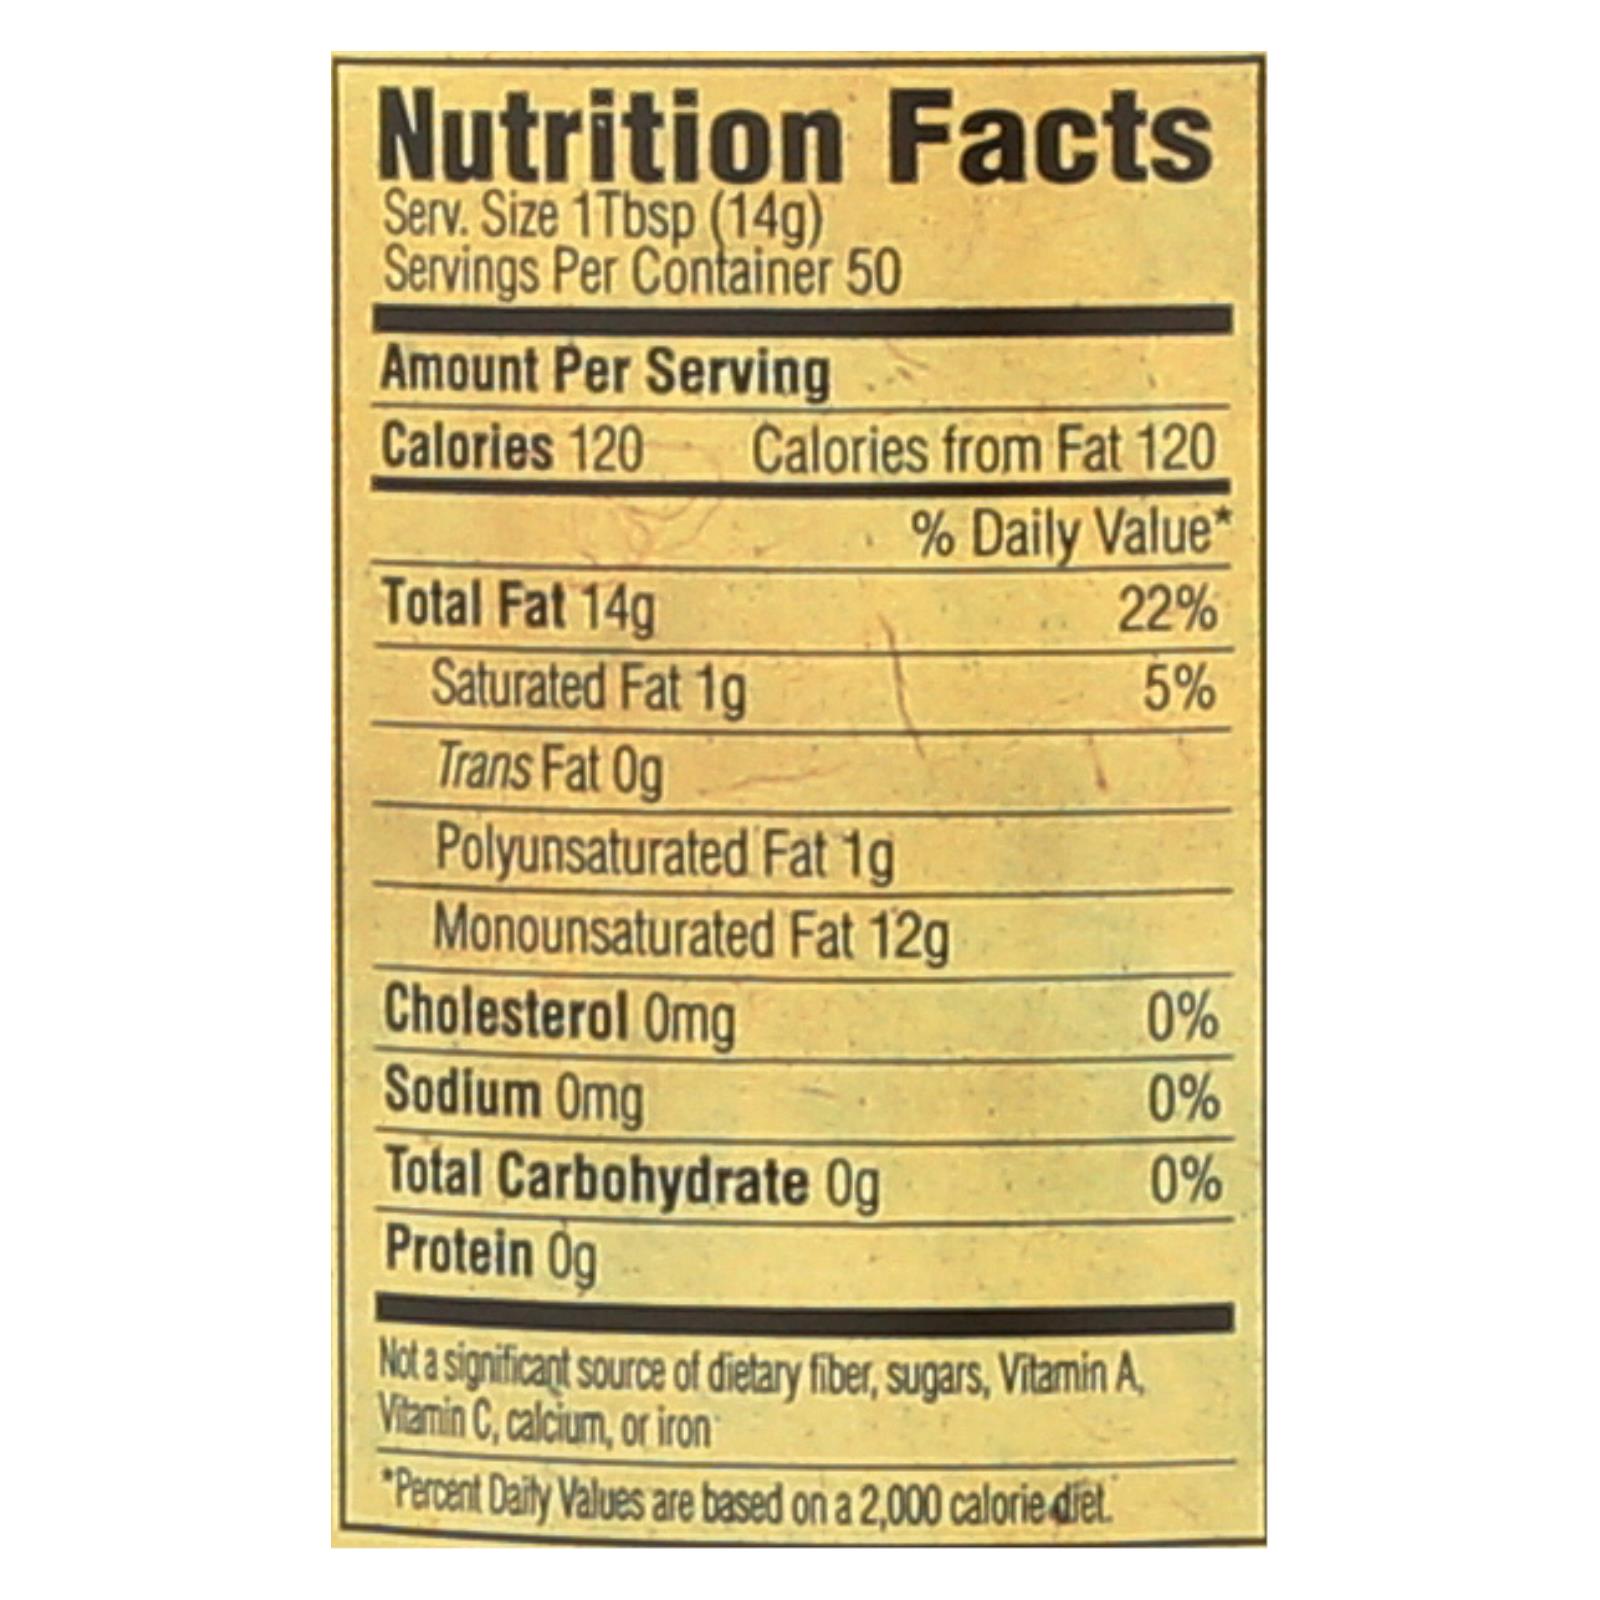 Nutrition Facts
Serv. Size 1Tbsp (14g)
Servings Per Container 50
Amount Per Serving
Calories 120 Calories from Fat 120
% Daily Value*
Total Fat 14g 22%
Saturated Fat 1g 5%
Trans Fat 0g
Polyunsaturated Fat 1g
Monounsaturated Fat 12g
Cholesterol 0mg 0%
Sodium 0mg 0%
Total Carbohydrate 0g 0%
Protein 0g
Not a significant source of dietary fiber, sugars, Vitamin A,
Vitamin C, calcium, or iron
*Percent Daily Values are based on a 2,000 calorie diet.